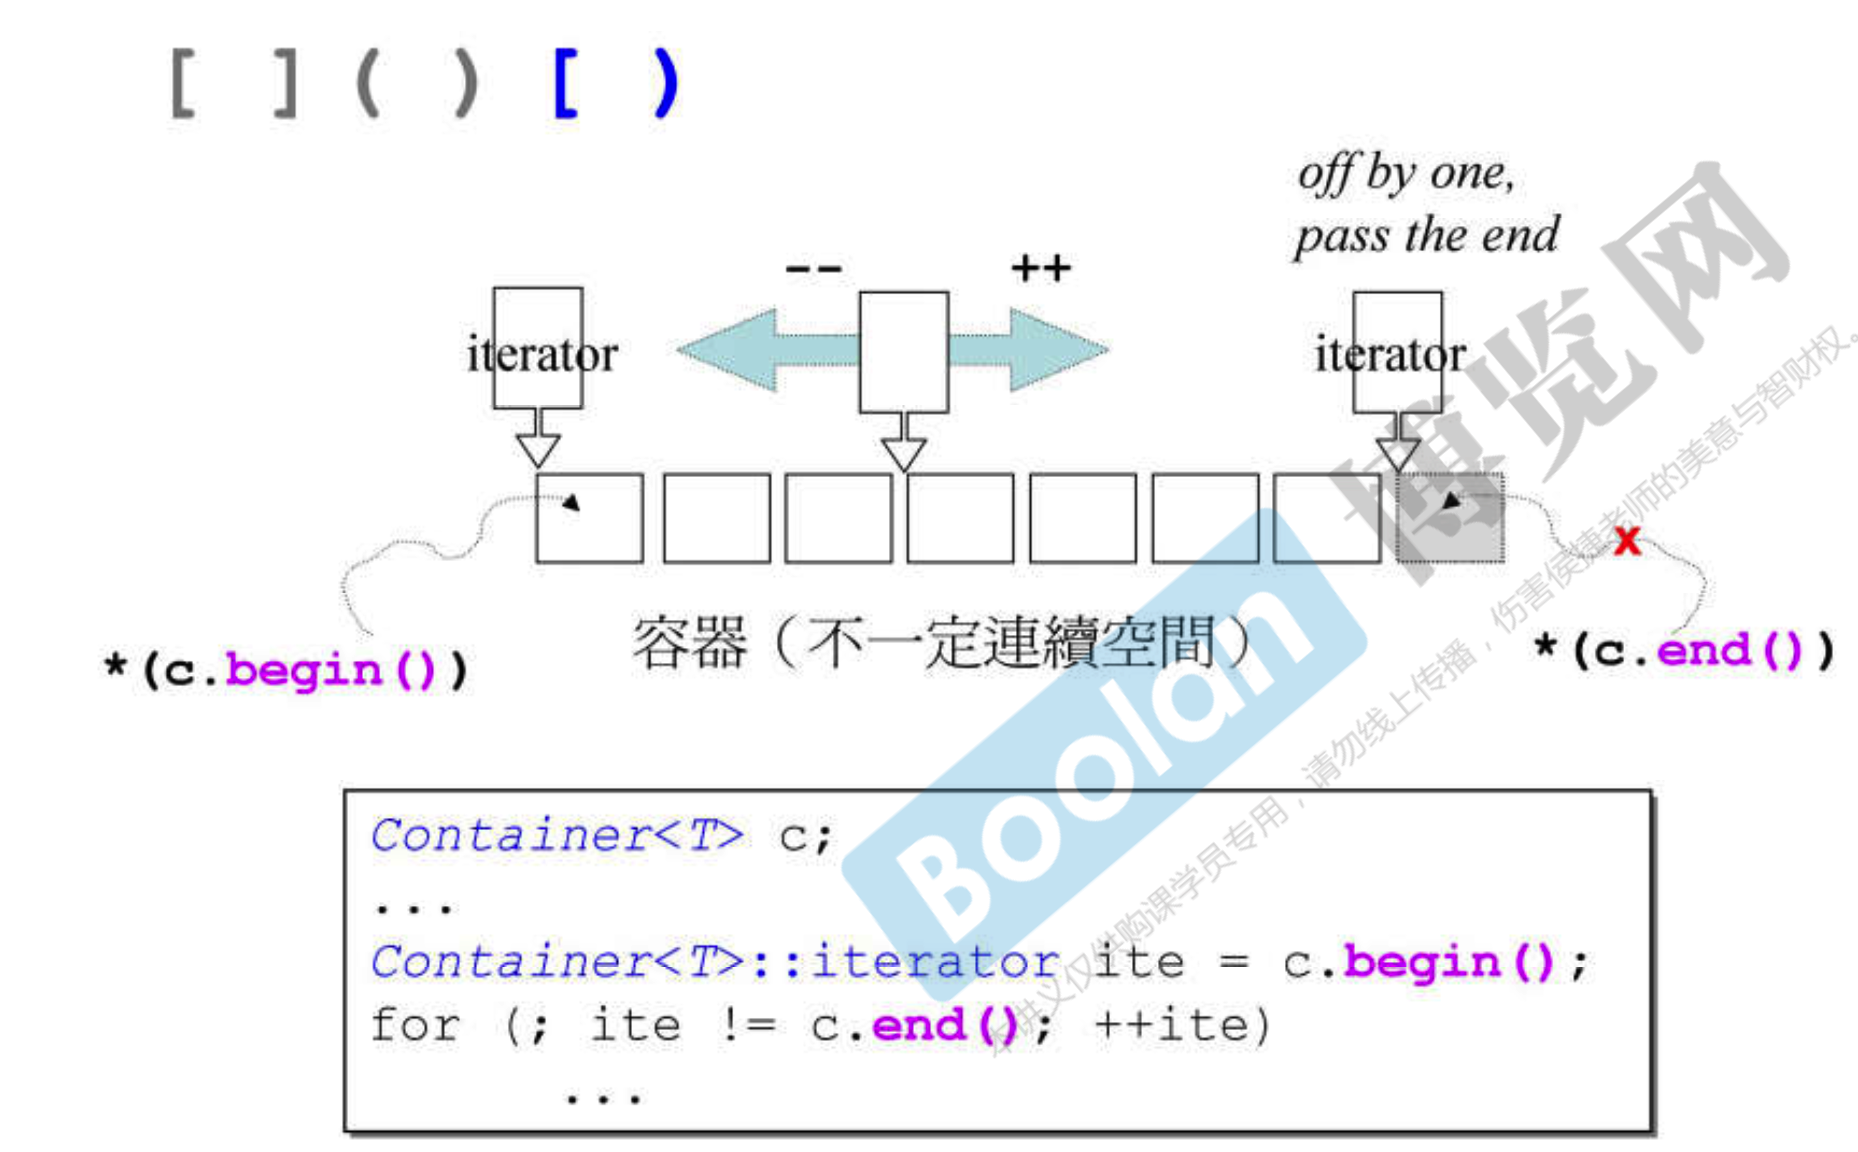 [ ] ( ) [ )
off by one,
pass the end
-- ++
iterator
iterator
容器（不一定連續空間）
*(c.begin())
*(c.end())
x
Container<T> c;
...
Container<T>::iterator ite = c.begin();
for (; ite != c.end(); ++ite)
...
Boolan
博览网
本讲义仅供购课学员专用，请勿线上传播，伤害侯捷老师的美意与智财权。